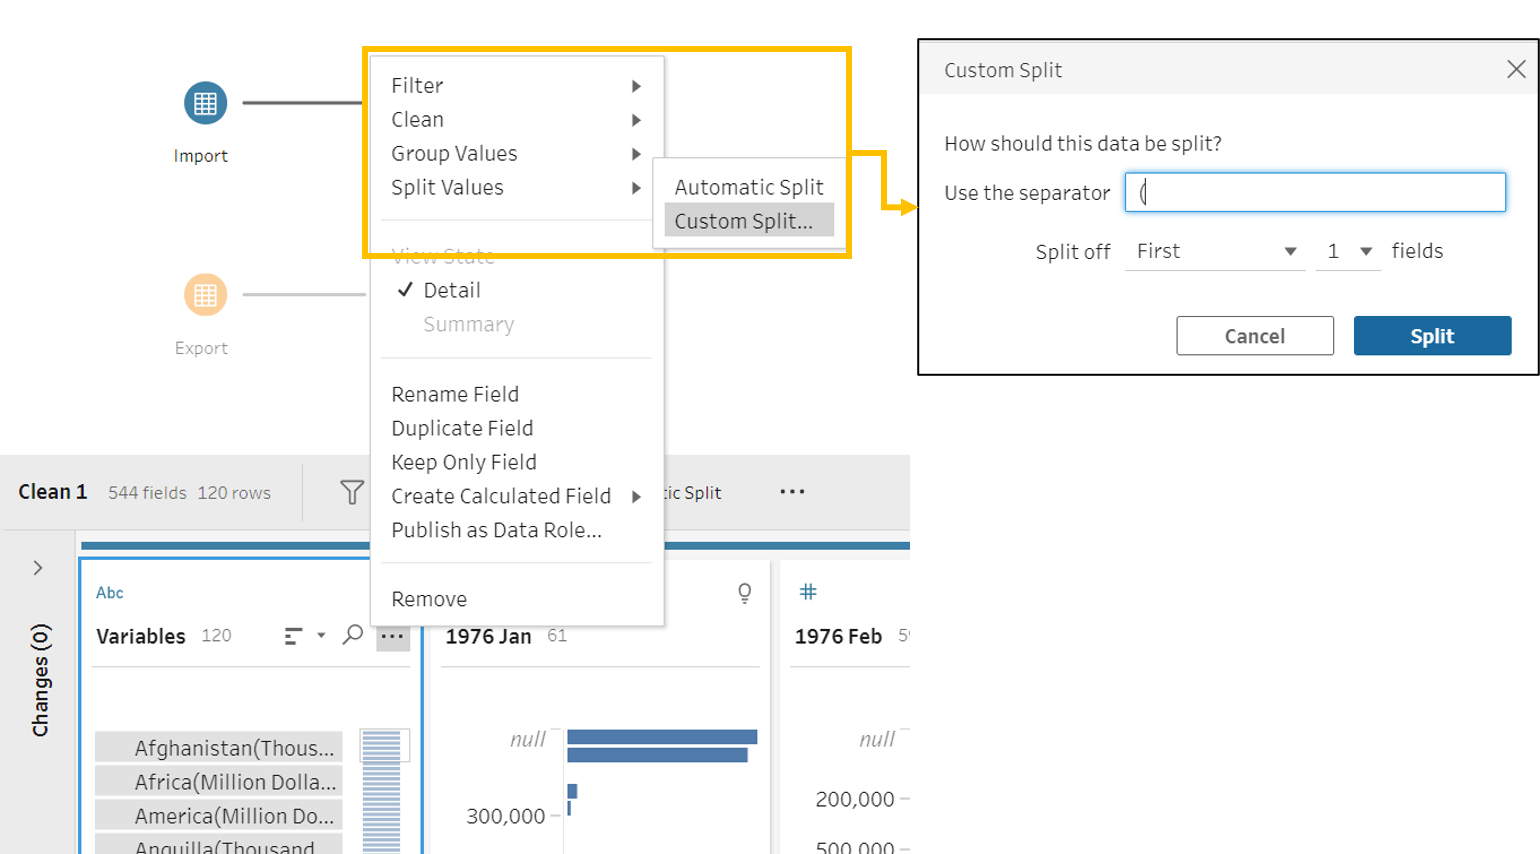 Import
Export
Filter
Clean
Group Values
Split Values
Automatic Split
Custom Split...
View State
Detail
Summary
Rename Field
Duplicate Field
Keep Only Field
Create Calculated Field
Publish as Data Role...
Remove
Custom Split
How should this data be split?
Use the separator (
Split off First 1 fields
Cancel Split
Clean 1 544 fields 120 rows
tic Split ...
Changes (0)
Abc
Variables 120 ...
Afghanistan(Thous...
Africa(Million Dolla...
America(Million Do...
Anguilla(Thousand
1976 Jan 61
null
300,000
#
1976 Feb
null
200,000
500,000